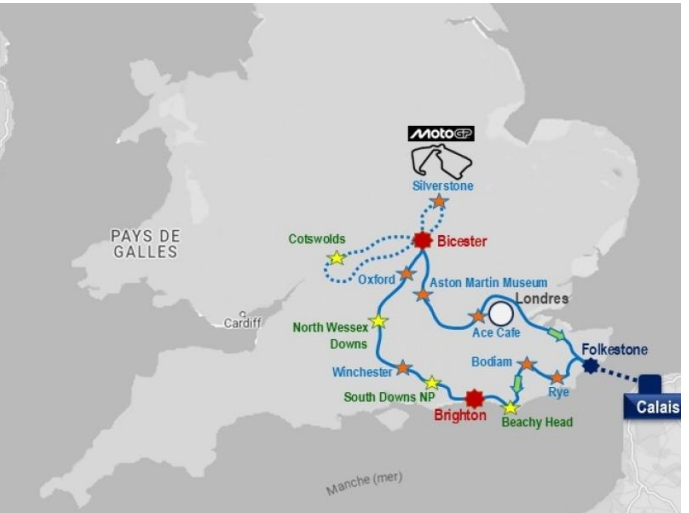 MotoGP
Silverstone
PAYS DE
GALLES
Cotswolds
Bicester
Oxford
Aston Martin Museum
Londres
Cardiff
North Wessex
Downs
Ace Cafe
Folkestone
Winchester
Bodiam
South Downs NP
Rye
Calais
Brighton
Beachy Head
Manche (mer)